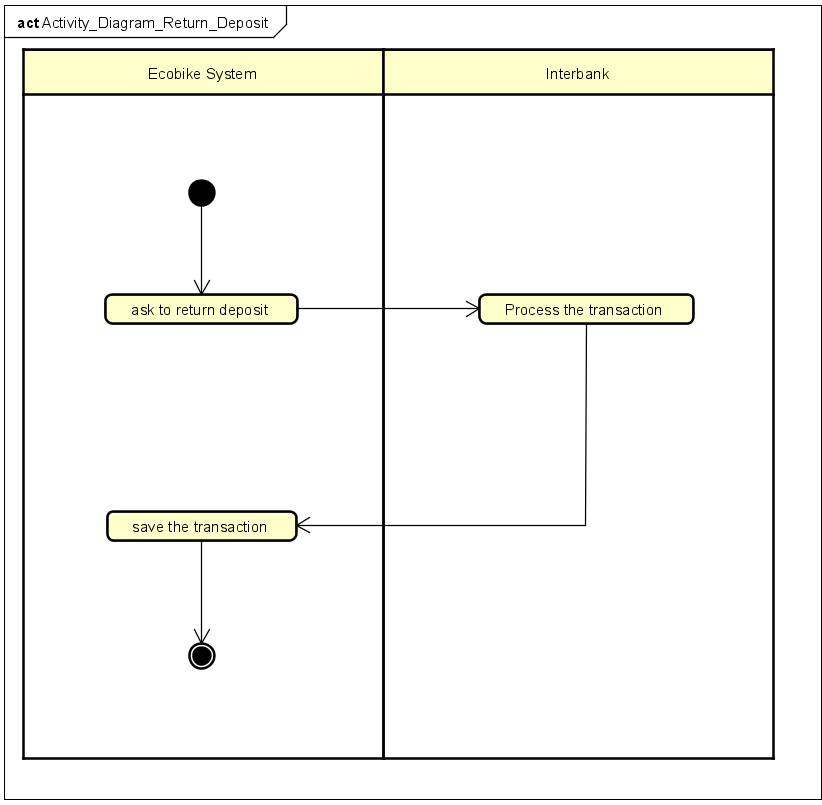 act Activity_Diagram_Return_Deposit
Ecobike System
Interbank
ask to return deposit
Process the transaction
save the transaction